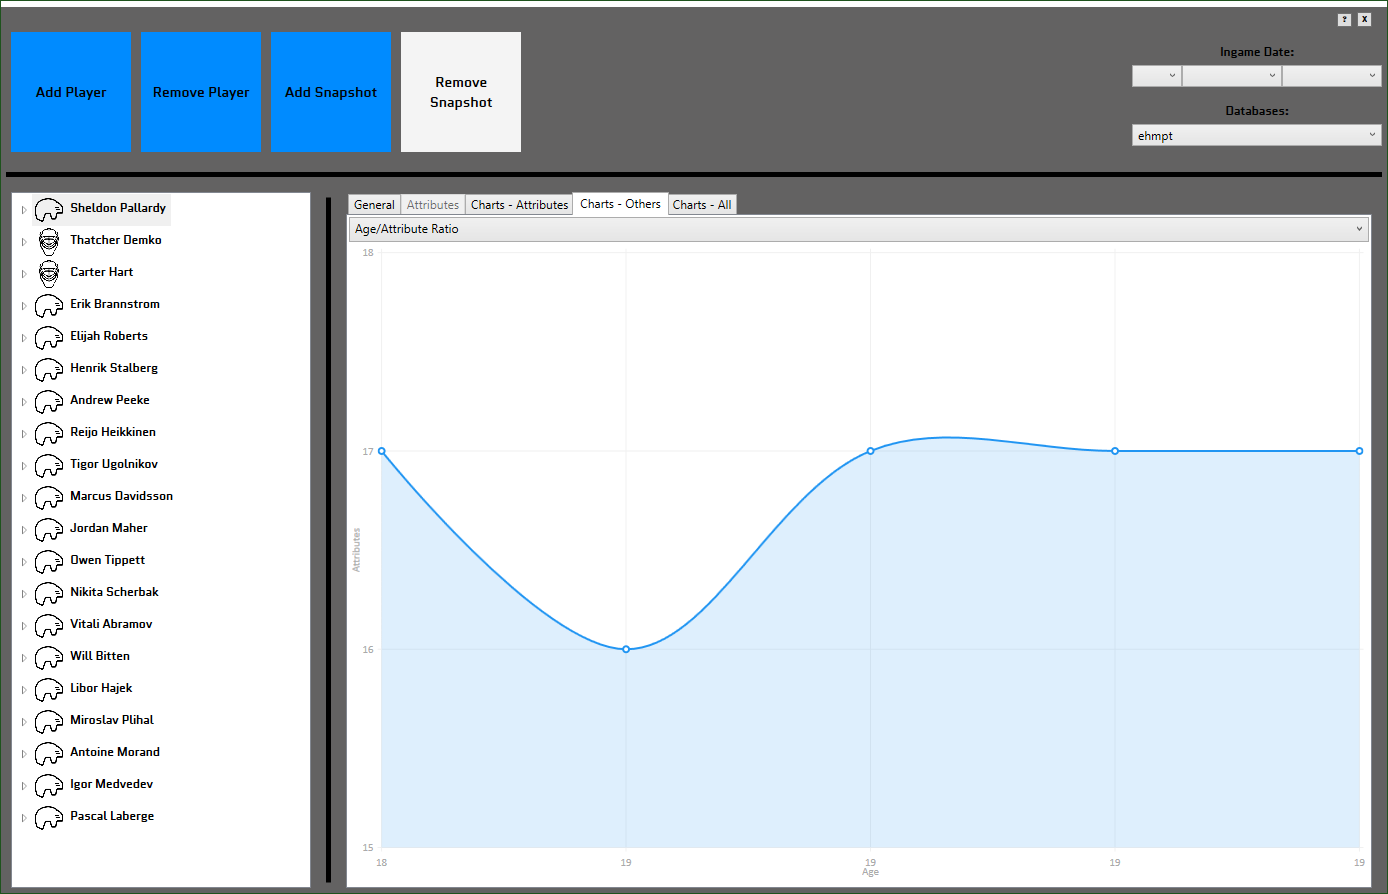 ? X
Add Player
Remove Player
Add Snapshot
Remove
Snapshot
Ingame Date:
Databases:
ehmpt
Sheldon Pallardy
Thatcher Demko
Carter Hart
Erik Brannstrom
Elijah Roberts
Henrik Stalberg
Andrew Peeke
Reijo Heikkinen
Tigor Ugolnikov
Marcus Davidsson
Jordan Maher
Owen Tippett
Nikita Scherbak
Vitali Abramov
Will Bitten
Libor Hajek
Miroslav Plihal
Antoine Morand
Igor Medvedev
Pascal Laberge
General Attributes Charts - Attributes Charts - Others Charts - All
Age/Attribute Ratio
18
17
16
15
Attributes
18 19 19 19 19
Age